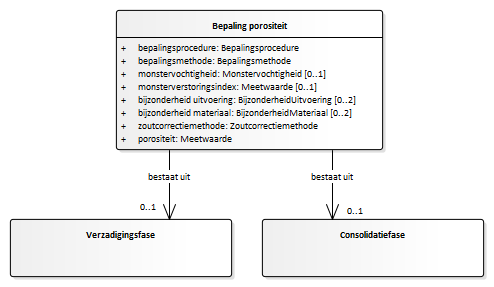 Bepaling porositeit
+ bepalingsprocedure: Bepalingsprocedure
+ bepalingsmethode: Bepalingsmethode
+ monstervochtigheid: Monstervochtigheid [0..1]
+ monsterverstoringsindex: Meetwaarde [0..1]
+ bijzonderheid uitvoering: BijzonderheidUitvoering [0..2]
+ bijzonderheid materiaal: BijzonderheidMateriaal [0..2]
+ zoutcorrectiemethode: Zoutcorrectiemethode
+ porositeit: Meetwaarde
bestaat uit
bestaat uit
0..1
0..1
Verzadigingsfase
Consolidatiefase